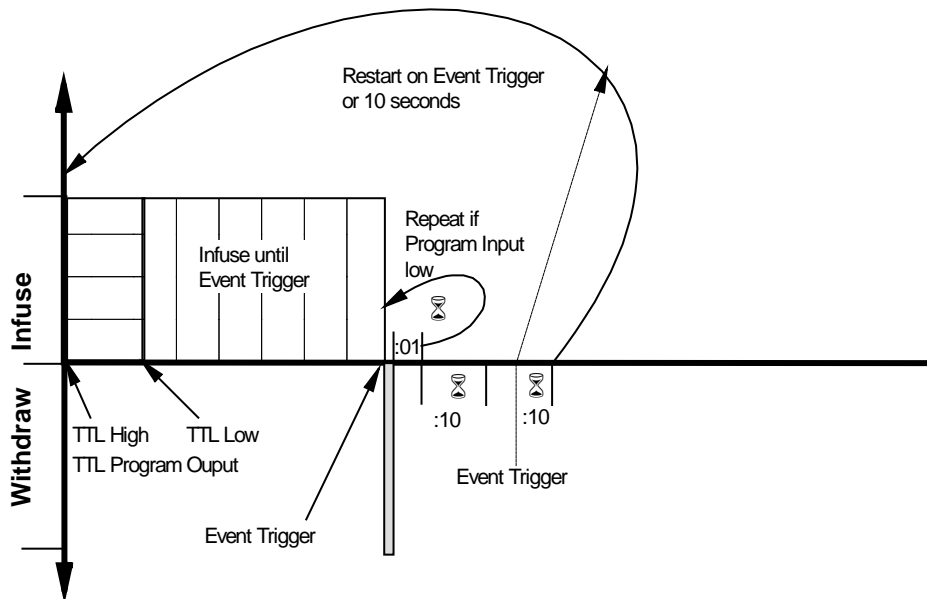 Restart on Event Trigger
or 10 seconds
Repeat if
Program Input
low
Infuse until
Event Trigger
Infuse
:01
Withdraw
:10
:10
TTL High
TTL Low
TTL Program Ouput
Event Trigger
Event Trigger